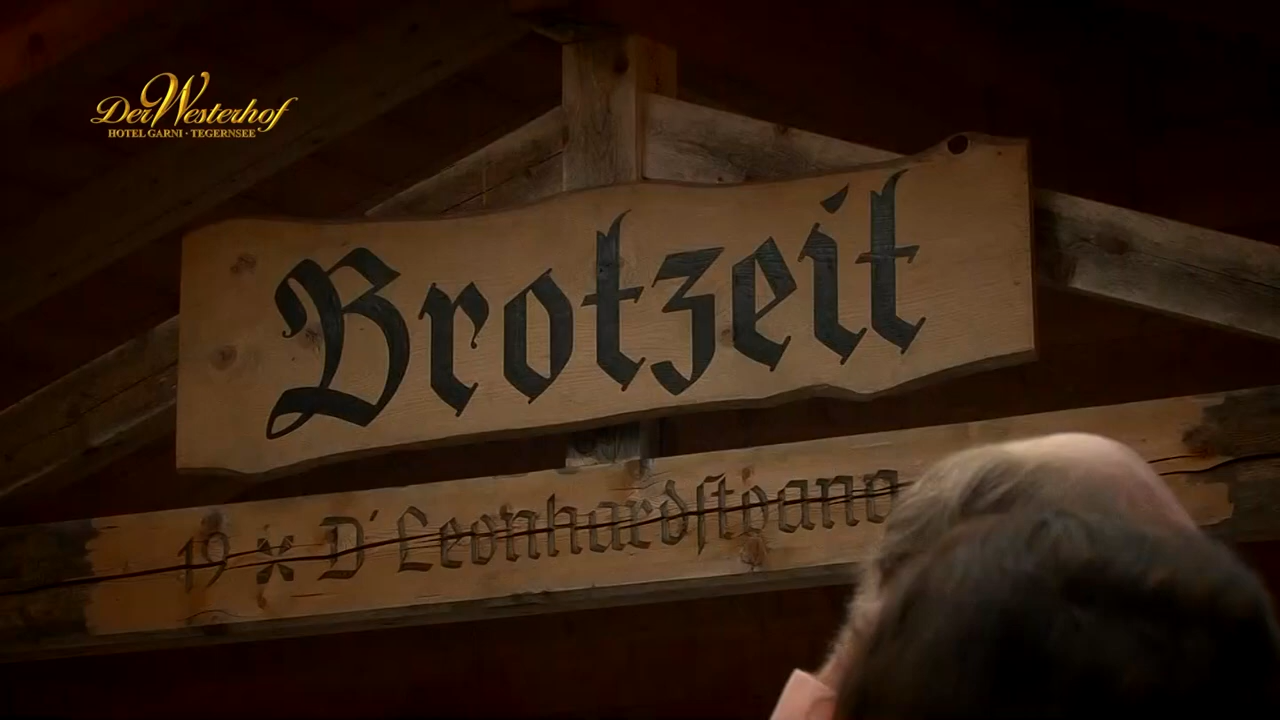 Der Westerhof
HOTEL GARNI · TEGERNSEE
Brotzeit
19 D' Leonhardstoana